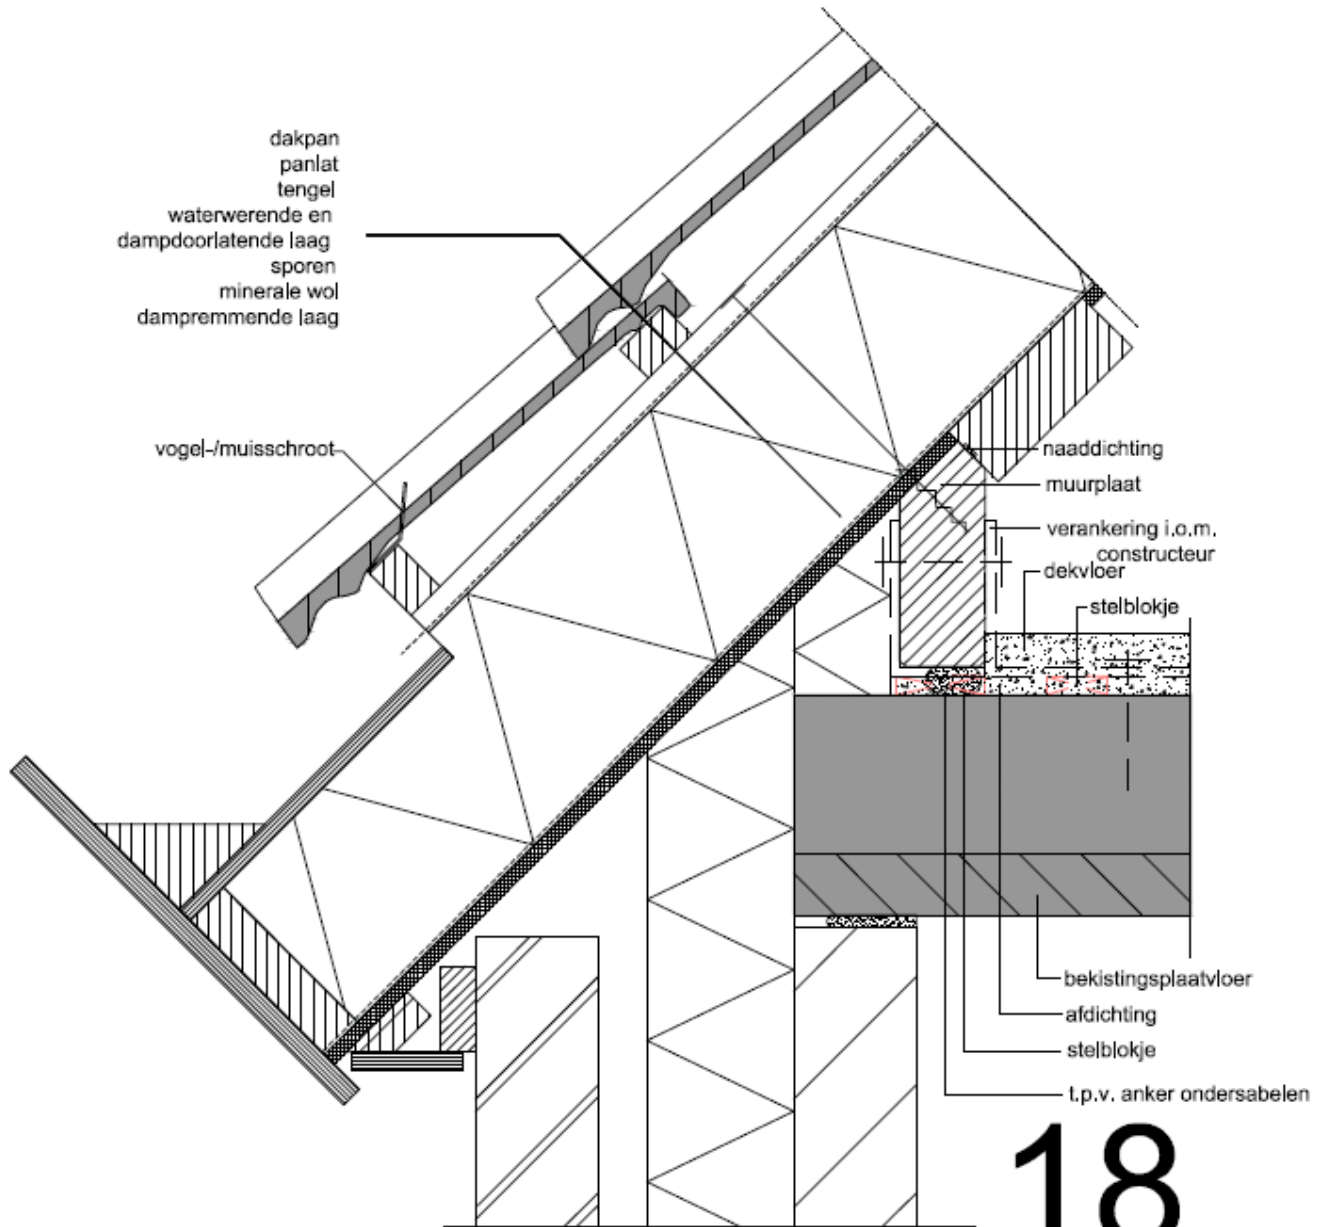 dakpan
panlat
tengel
waterwerende en
dampdoorlatende laag
sporen
minerale wol
dampremmende laag
vogel-/muisschroot
naaddichting
muurplaat
verankering i.o.m.
constructeur
dekvloer
stelblokje
bekistingsplaatvloer
afdichting
stelblokje
t.p.v. anker ondersabelen
18